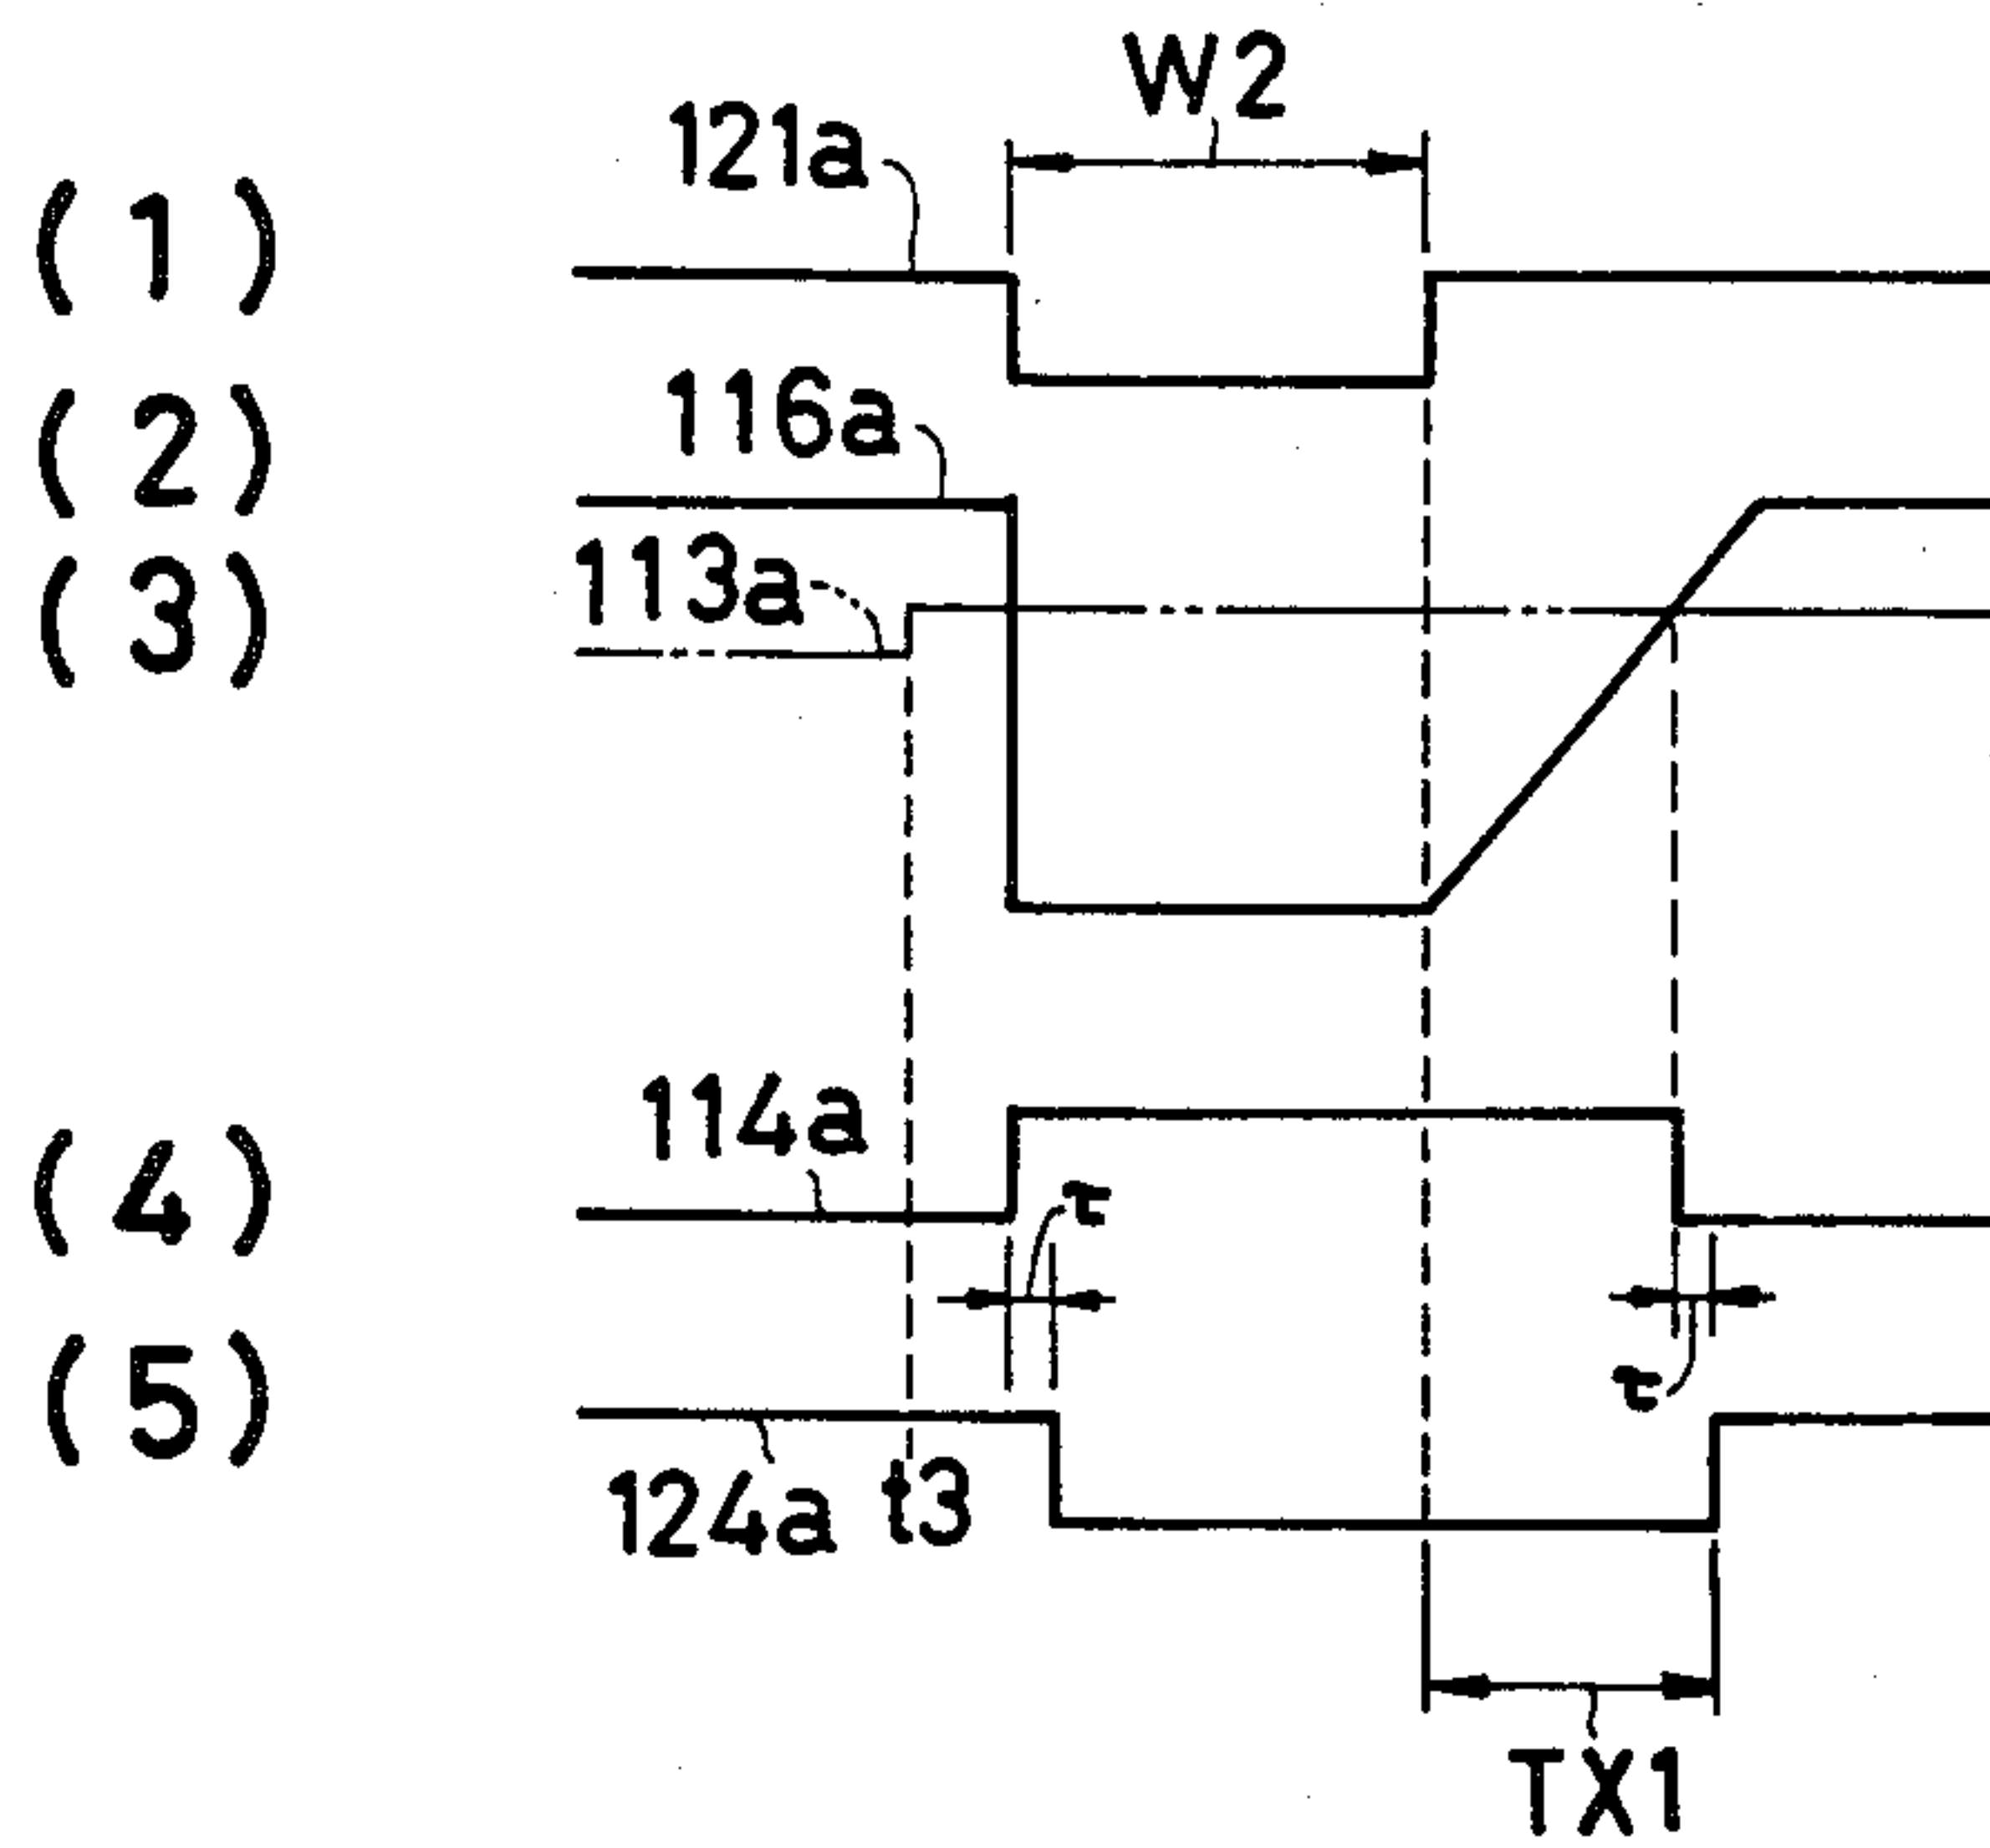 W2
(1) 121a
(2) 116a
(3) 113a
(4) 114a
τ
τ
(5) 124a t3
TX1